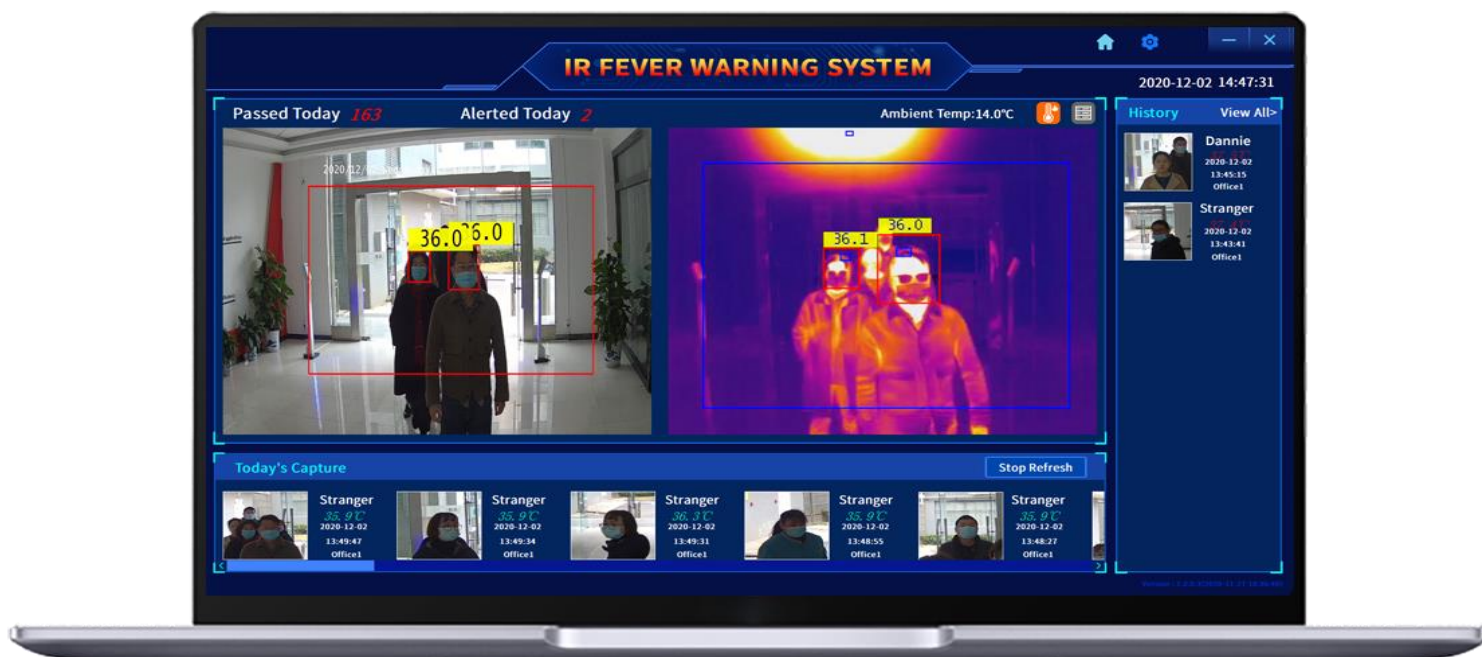 IR FEVER WARNING SYSTEM
2020-12-02 14:47:31
Passed Today 163
Alerted Today 2
Ambient Temp:14.0℃
36.0
6.0
36.1
36.0
History
View All>
Dannie
2020-12-02
13:45:15
Office1
Stranger
2020-12-02
13:43:41
Office1
Today's Capture
Stop Refresh
Stranger
35.9℃
2020-12-02
13:49:47
Office1
Stranger
35.9℃
2020-12-02
13:49:34
Office1
Stranger
36.3℃
2020-12-02
13:49:31
Office1
Stranger
35.9℃
2020-12-02
13:48:55
Office1
Stranger
35.9℃
2020-12-02
13:48:27
Office1